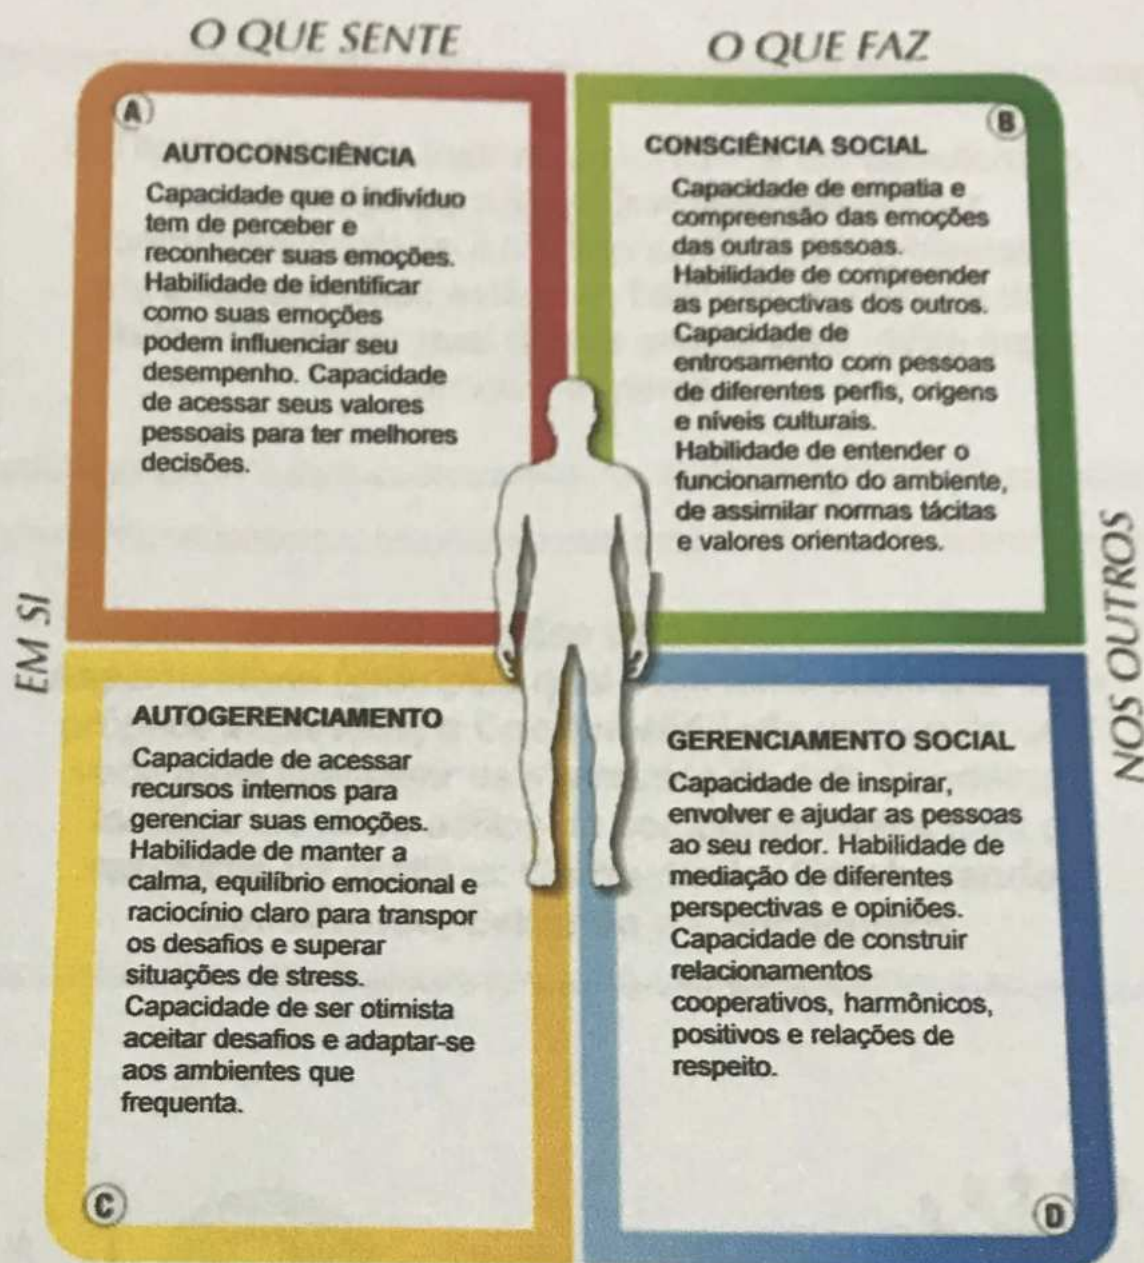 O QUE SENTE
O QUE FAZ
A
AUTOCONSCIÊNCIA
Capacidade que o indivíduo
tem de perceber e
reconhecer suas emoções.
Habilidade de identificar
como suas emoções
podem influenciar seu
desempenho. Capacidade
de acessar seus valores
pessoais para ter melhores
decisões.
B
CONSCIÊNCIA SOCIAL
Capacidade de empatia e
compreensão das emoções
das outras pessoas.
Habilidade de compreender
as perspectivas dos outros.
Capacidade de
entrosamento com pessoas
de diferentes perfis, origens
e níveis culturais.
Habilidade de entender o
funcionamento do ambiente,
de assimilar normas tácitas
e valores orientadores.
EM SI
NOS OUTROS
AUTOGERENCIAMENTO
Capacidade de acessar
recursos internos para
gerenciar suas emoções.
Habilidade de manter a
calma, equilíbrio emocional e
raciocínio claro para transpor
os desafios e superar
situações de stress.
Capacidade de ser otimista
aceitar desafios e adaptar-se
aos ambientes que
frequenta.
C
GERENCIAMENTO SOCIAL
Capacidade de inspirar,
envolver e ajudar as pessoas
ao seu redor. Habilidade de
mediação de diferentes
perspectivas e opiniões.
Capacidade de construir
relacionamentos
cooperativos, harmônicos,
positivos e relações de
respeito.
D